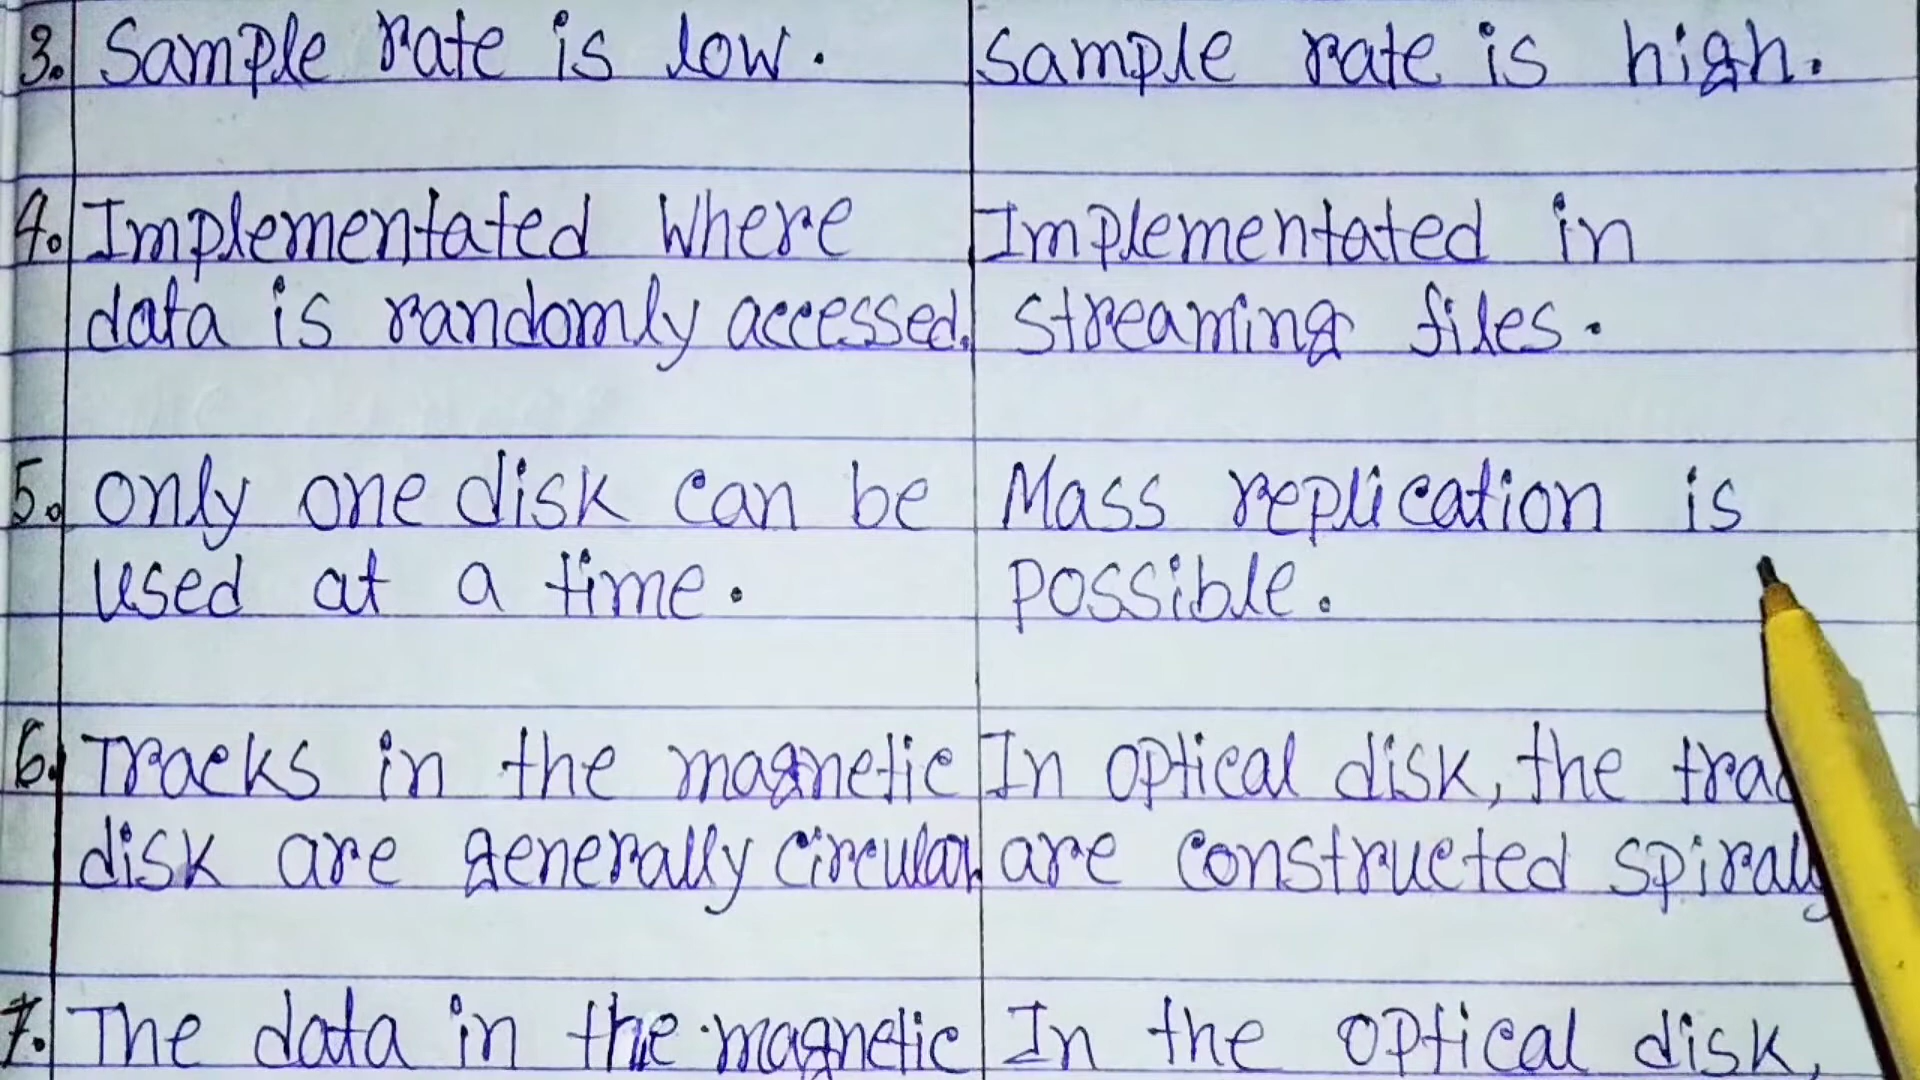 3. Sample rate is low.
Sample rate is high.
4. Implementated where
data is randomly accessed.
Implementated in
streaming files.
5. only one disk can be
used at a time.
Mass replication is
possible.
6. Tracks in the magnetic
disk are generally circular
In optical disk, the
are constructed spirally
7. The data in the magnetic
In the optical disk,